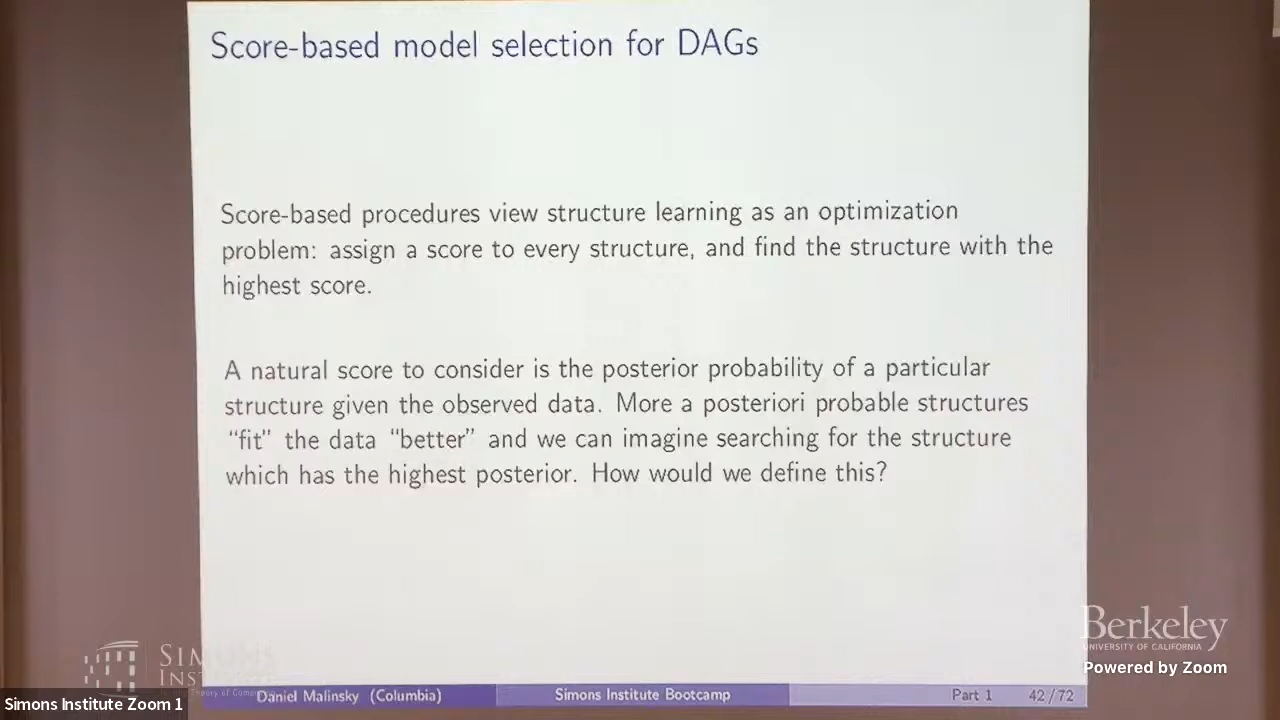 Score-based model selection for DAGs
Score-based procedures view structure learning as an optimization
problem: assign a score to every structure, and find the structure with the
highest score.
A natural score to consider is the posterior probability of a particular
structure given the observed data. More a posteriori probable structures
“fit” the data “better” and we can imagine searching for the structure
which has the highest posterior. How would we define this?
Berkeley
UNIVERSITY OF CALIFORNIA
Powered by Zoom
SIMONS
INSTITUTE
Daniel Malinsky (Columbia)
Simons Institute Bootcamp
Part 1
42/72
Simons Institute Zoom 1